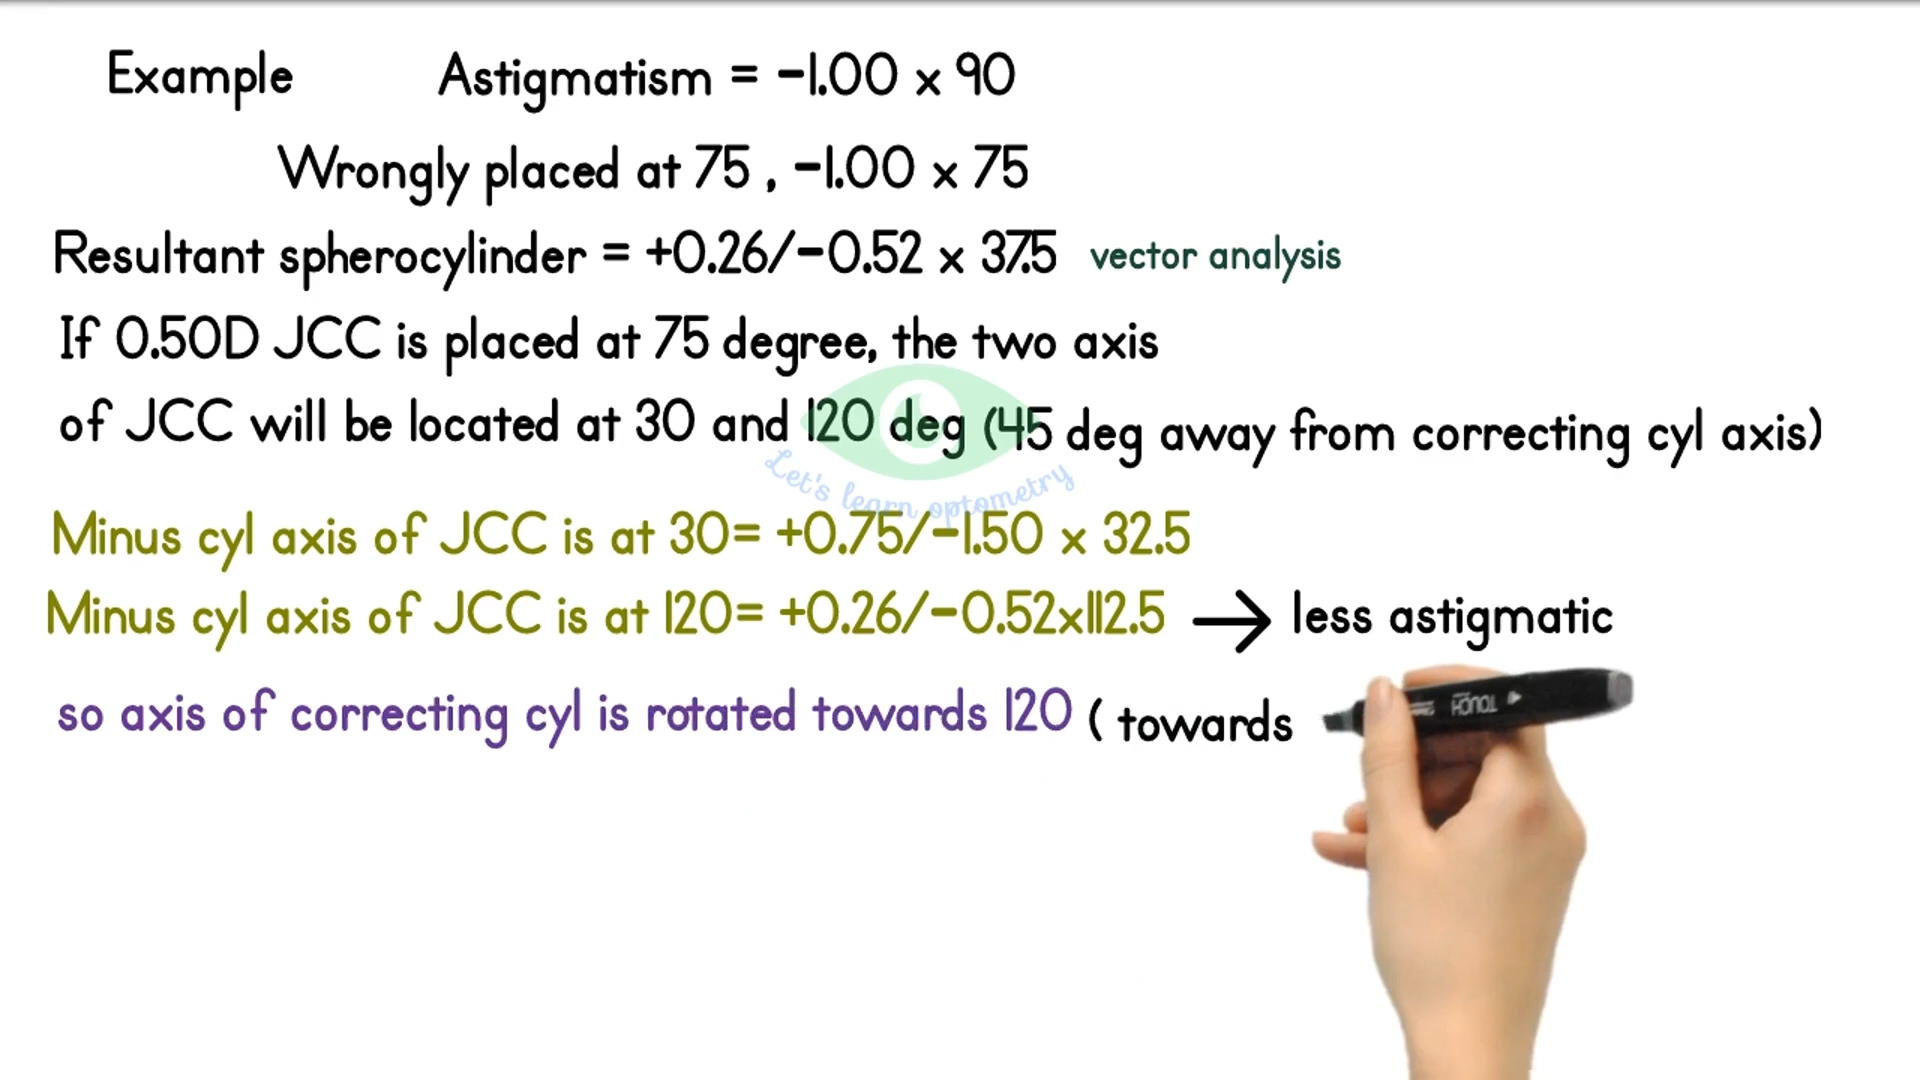 Example Astigmatism = -1.00 x 90
Wrongly placed at 75 , -1.00 x 75
Resultant spherocylinder = +0.26/-0.52 x 37.5 vector analysis
If 0.50D JCC is placed at 75 degree, the two axis
of JCC will be located at 30 and 120 deg (45 deg away from correcting cyl axis)
Let's learn optometry
Minus cyl axis of JCC is at 30= +0.75/-1.50 x 32.5
Minus cyl axis of JCC is at 120= +0.26/-0.52x112.5 → less astigmatic
so axis of correcting cyl is rotated towards 120 ( towards
TOUCH